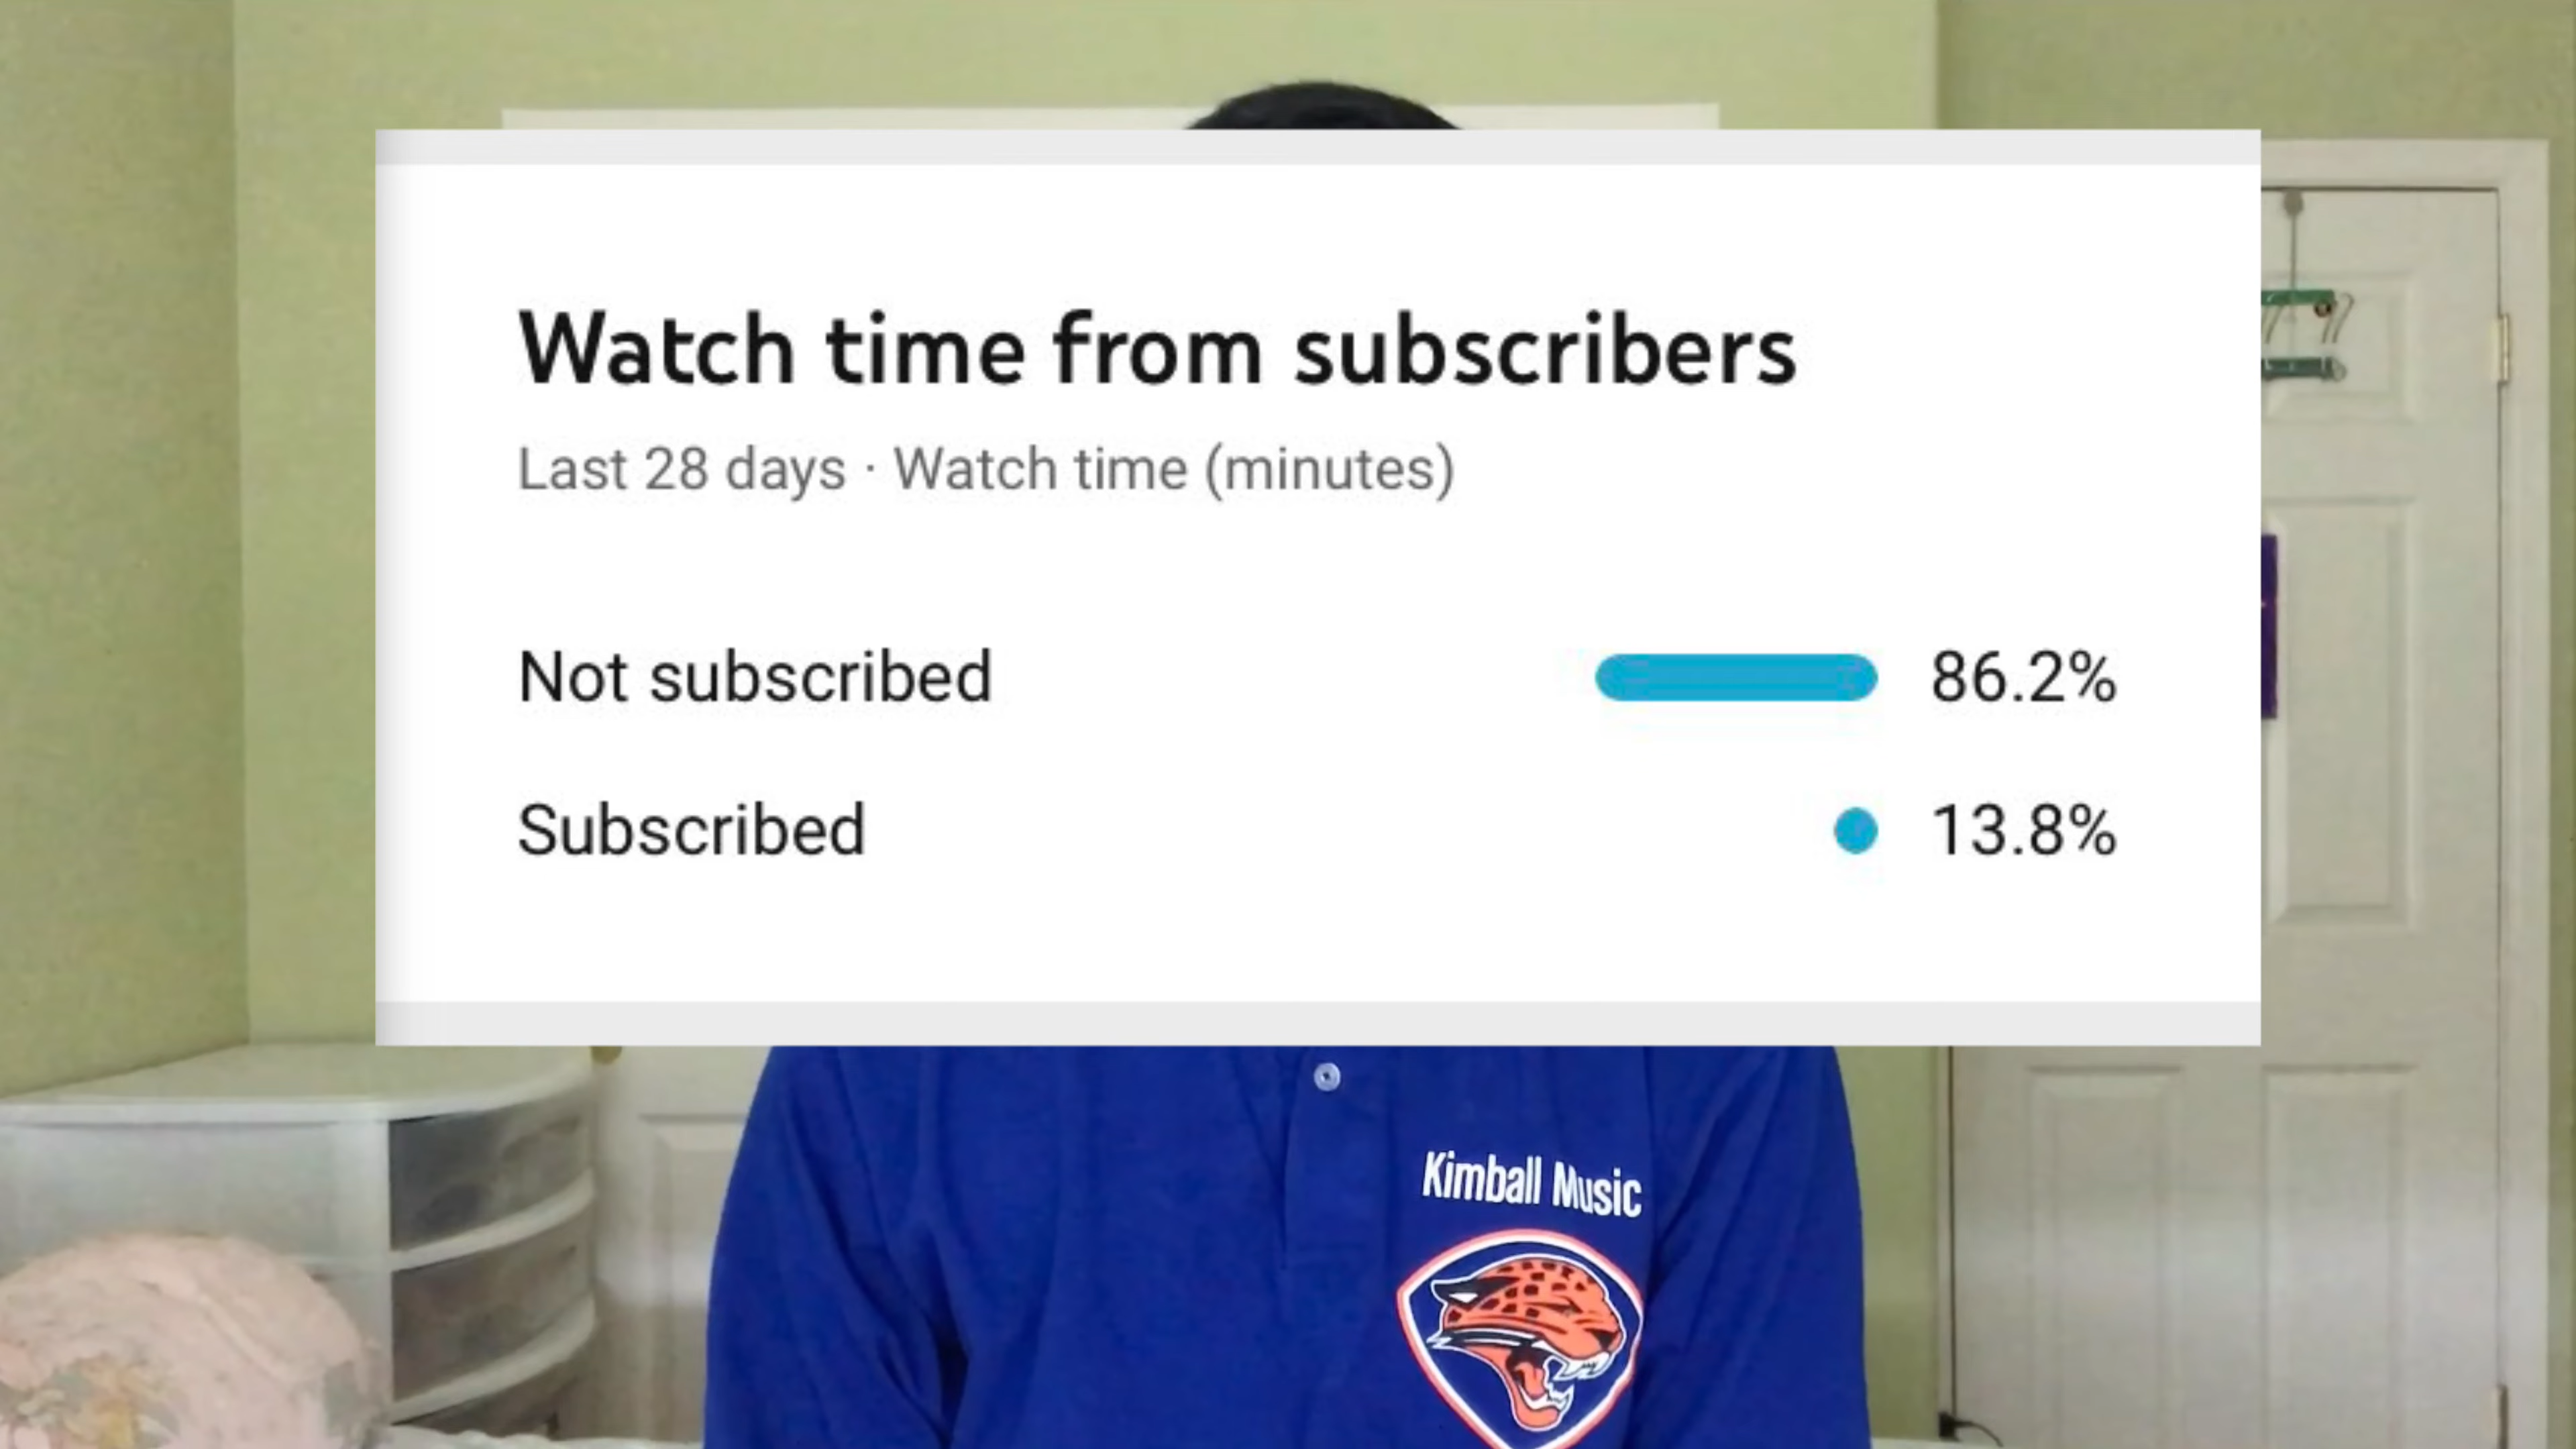 Watch time from subscribers
Last 28 days · Watch time (minutes)
Not subscribed 86.2%
Subscribed 13.8%
Kimball Music